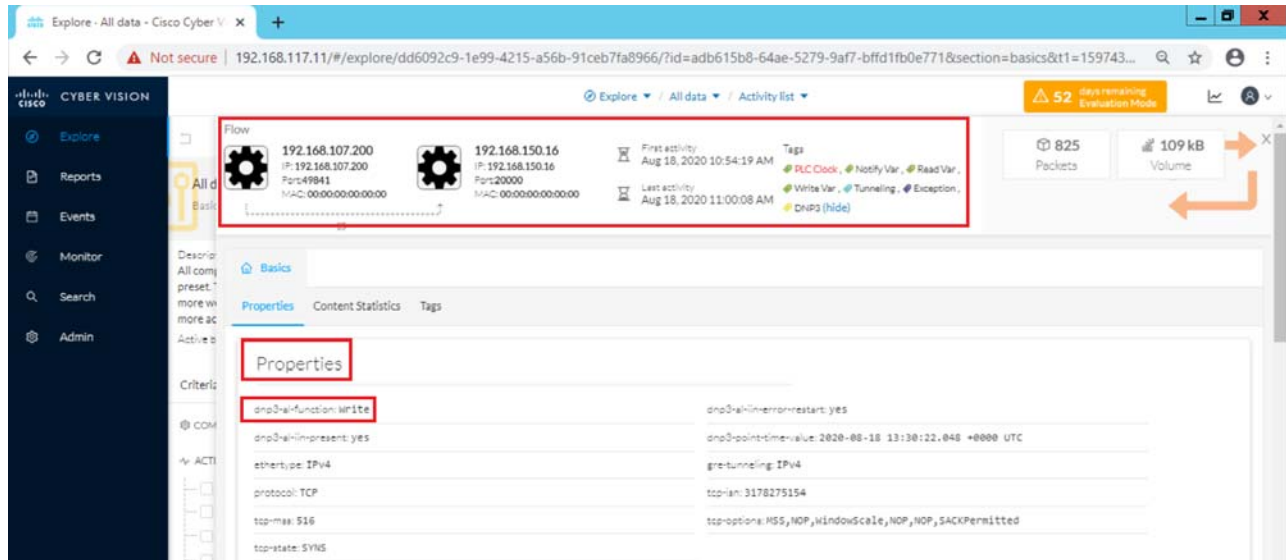 Explore - All data - Cisco Cyber V
Not secure | 192.168.117.11/#/explore/dd6092c9-1e99-4215-a56b-91ceb7fa8966/?id=adb615b8-64ae-5279-9af7-bffd1fb0e771&section=basics&t1=159743...
CISCO CYBER VISION
Explore / All data / Activity list
52 days remaining Evaluation Mode
Explore
Reports
Events
Monitor
Search
Admin
All d
Basic
Descrip
All comp
preset. T
more we
more ac
Active b
Criteria
COM
ACTI
Flow
192.168.107.200
IP: 192.168.107.200
Port: 49841
MAC: 00:00:00:00:00:00
192.168.150.16
IP: 192.168.150.16
Port: 20000
MAC: 00:00:00:00:00:00
First activity
Aug 18, 2020 10:54:19 AM
Last activity
Aug 18, 2020 11:00:08 AM
Tags
PLC Clock, Notify Var, Read Var,
Write Var, Tunneling, Exception,
DNP3 (hide)
825
Packets
109 kB
Volume
Basics
Properties Content Statistics Tags
Properties
dnp3-al-function: Write
dnp3-al-iin-error-restart: yes
dnp3-al-iin-present: yes
dnp3-point-time-value: 2020-08-18 13:30:22.048 +0000 UTC
ethertype: IPv4
gre-tunneling: IPv4
protocol: TCP
tcp-isn: 3178275154
tcp-mss: 516
tcp-options: MSS,NOP,WindowScale,NOP,NOP,SACKPermitted
tcp-state: SYNS